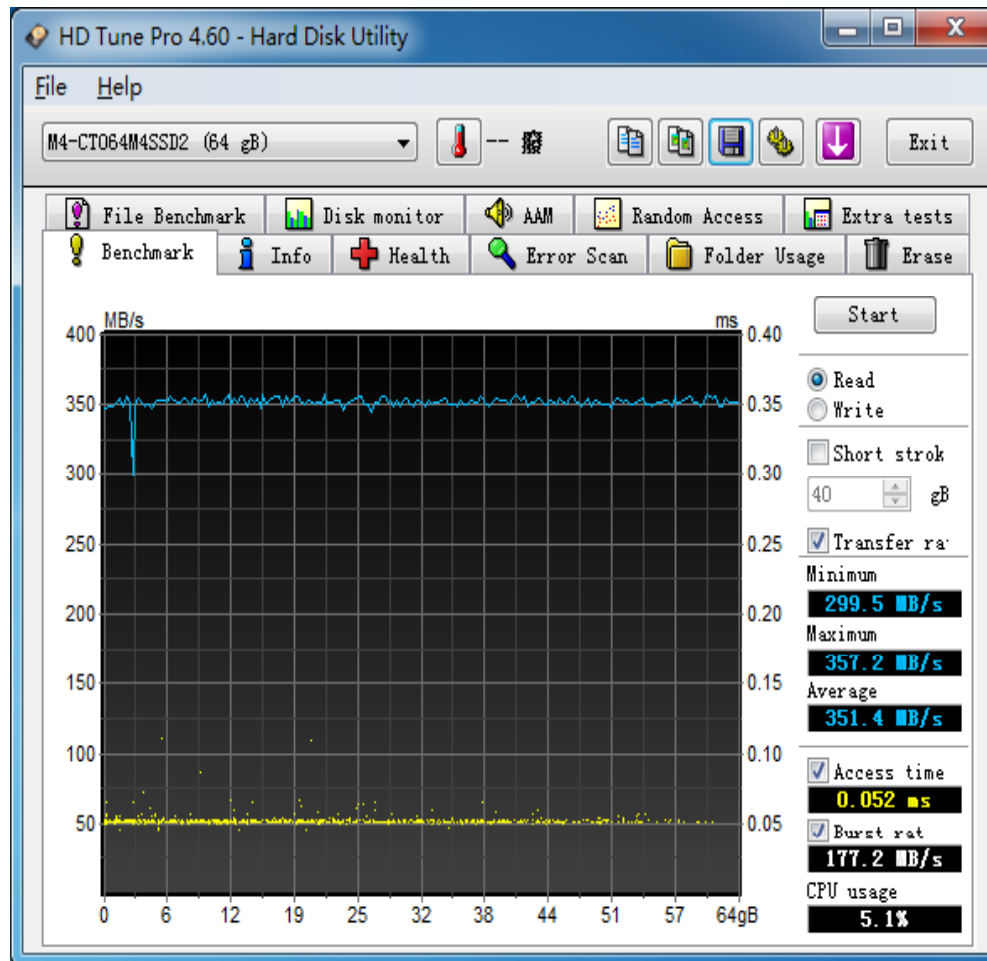 HD Tune Pro 4.60 - Hard Disk Utility
File Help
M4-CT064M4SSD2 (64 gB)
-- 癈
Exit
File Benchmark Disk monitor AAM Random Access Extra tests
Benchmark Info Health Error Scan Folder Usage Erase
MB/s ms
400 0.40
350 0.35
300 0.30
250 0.25
200 0.20
150 0.15
100 0.10
50 0.05
0 6 12 19 25 32 38 44 51 57 64gB
Start
Read
Write
Short strok
40 gB
Transfer ra
Minimum
299.5 MB/s
Maximum
357.2 MB/s
Average
351.4 MB/s
Access time
0.052 ms
Burst rat
177.2 MB/s
CPU usage
5.1%